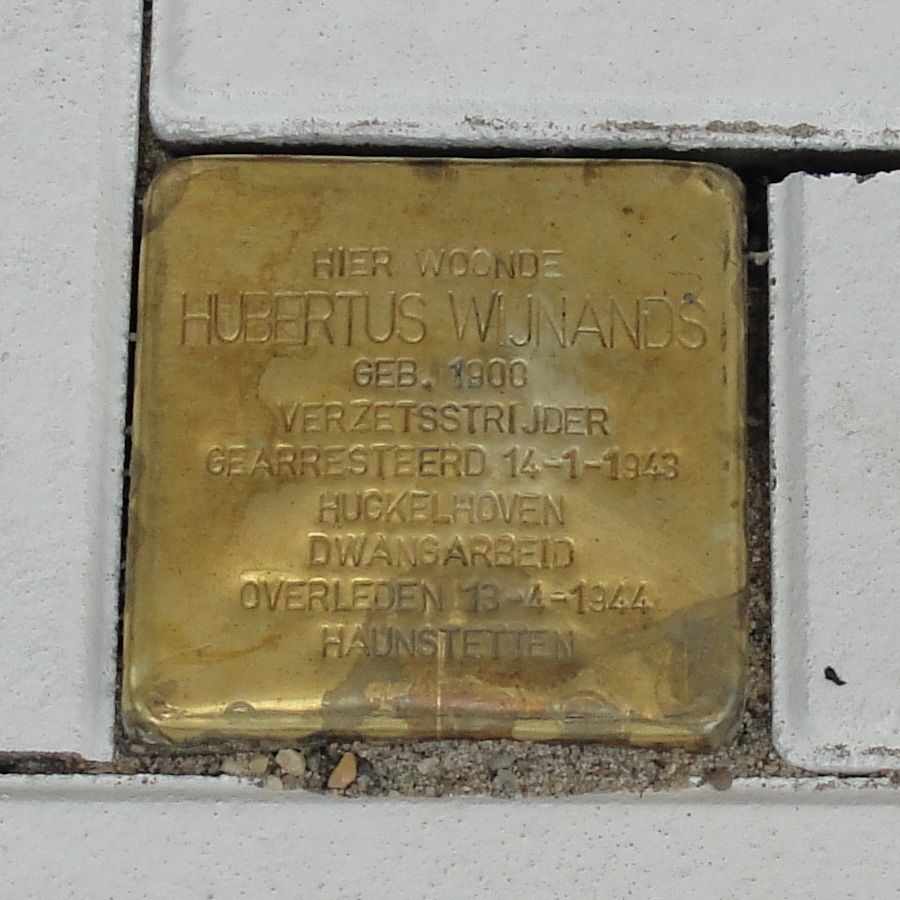 HIER WOONDE
HUBERTUS WIJNANDS
GEB. 1900
VERZETSSTRIJDER
GEARRESTEERD 14-1-1943
HUCKELHOVEN
DWANGARBEID
OVERLEDEN 13-4-1944
HAUNSTETTEN